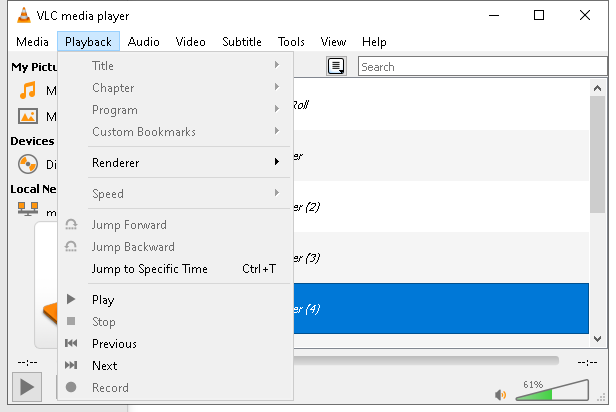 VLC media player
Media Playback Audio Video Subtitle Tools View Help
My Pictu
Title
Search
Chapter
Program
Custom Bookmarks
Devices
Renderer
Di
Local Ne
Speed
er (2)
Jump Forward
Jump Backward
er (3)
Jump to Specific Time Ctrl+T
Play
er (4)
Stop
Previous
Next
--:-- --:--
Record
61%